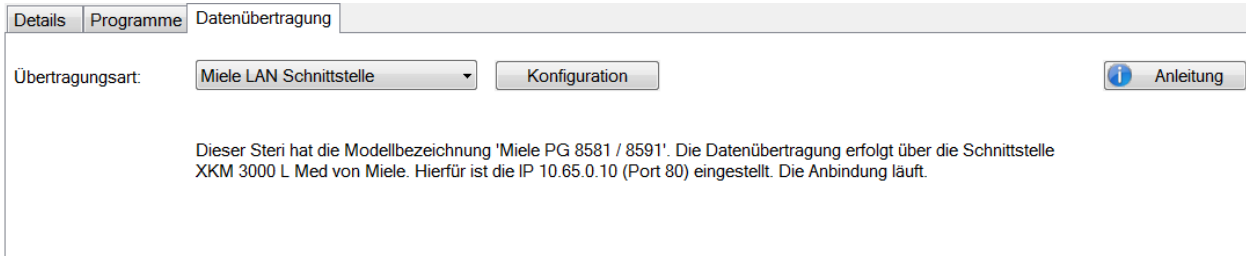 Details Programme Datenübertragung
Übertragungsart: Miele LAN Schnittstelle Konfiguration Anleitung
Dieser Steri hat die Modellbezeichnung 'Miele PG 8581 / 8591'. Die Datenübertragung erfolgt über die Schnittstelle
XKM 3000 L Med von Miele. Hierfür ist die IP 10.65.0.10 (Port 80) eingestellt. Die Anbindung läuft.